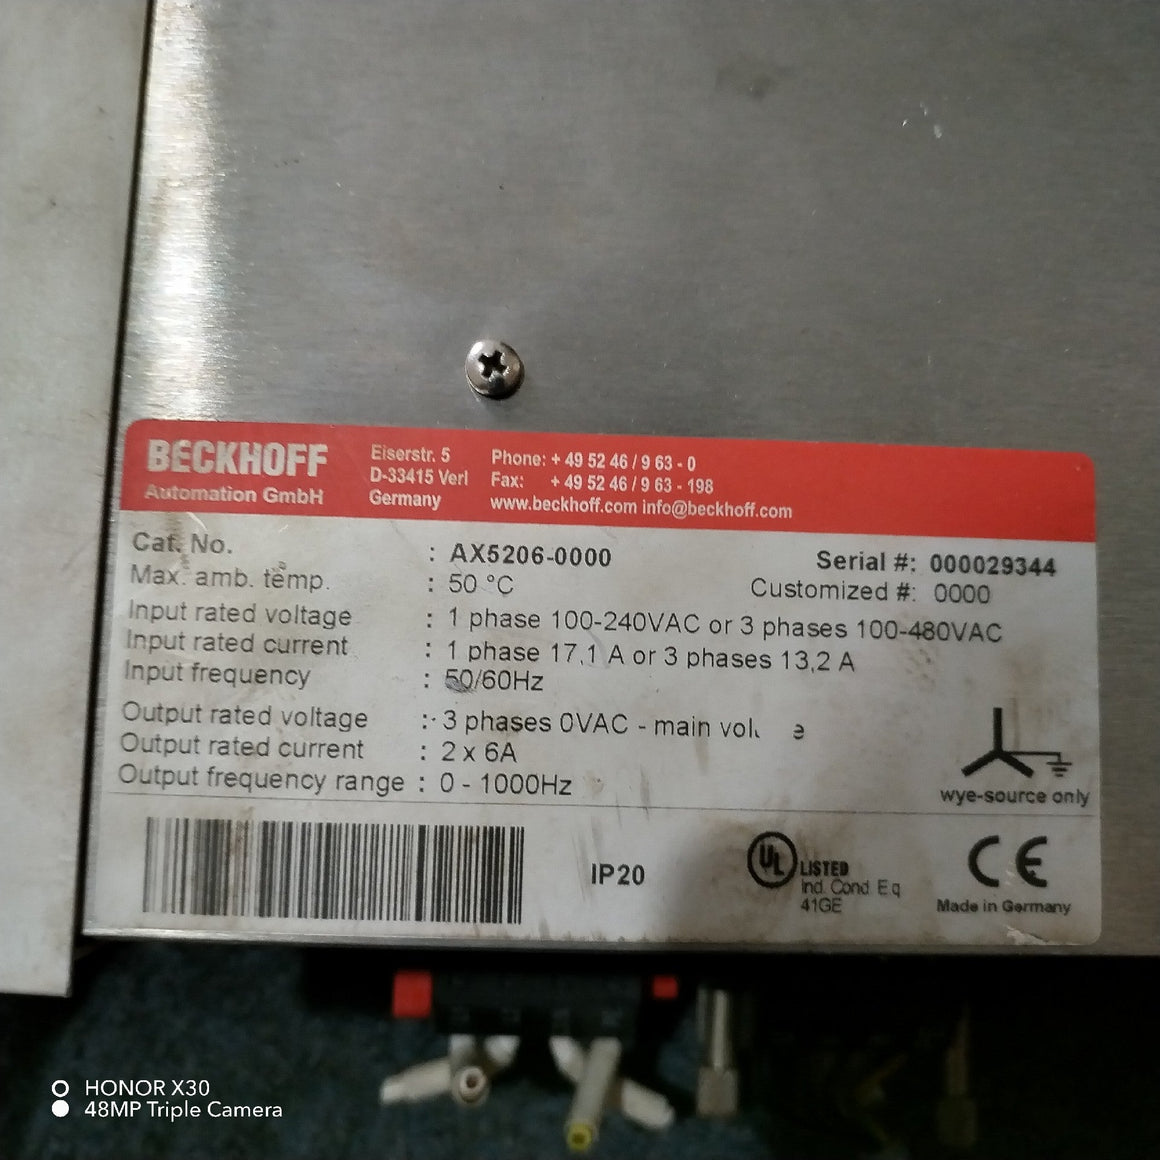 BECKHOFF
Automation GmbH
Eiserstr. 5
D-33415 Verl
Germany
Phone: + 49 52 46 / 9 63 - 0
Fax: + 49 52 46 / 9 63 - 198
www.beckhoff.com info@beckhoff.com
Cat. No. : AX5206-0000
Serial #: 000029344
Max. amb. temp. : 50 °C
Customized #: 0000
Input rated voltage : 1 phase 100-240VAC or 3 phases 100-480VAC
Input rated current : 1 phase 17,1 A or 3 phases 13,2 A
Input frequency : 50/60Hz
Output rated voltage : 3 phases 0VAC - main
Output rated current : 2 x 6A
Output frequency range : 0 - 1000Hz
wye-source only
IP20
UL LISTED
Ind. Cond. Eq
41GE
CE
Made in Germany
HONOR X30
48MP Triple Camera